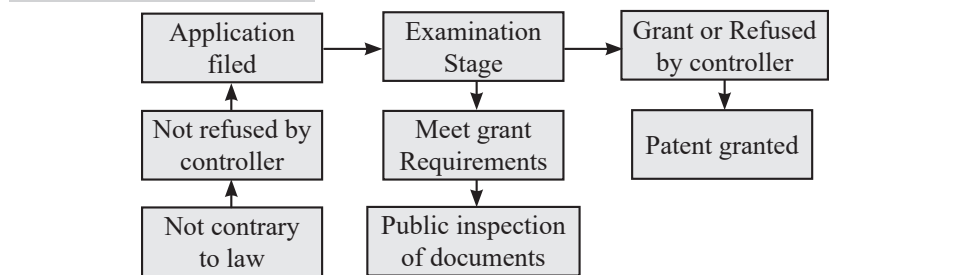 Application
filed
Examination
Stage
Grant or Refused
by controller
Not refused by
controller
Meet grant
Requirements
Patent granted
Not contrary
to law
Public inspection
of documents